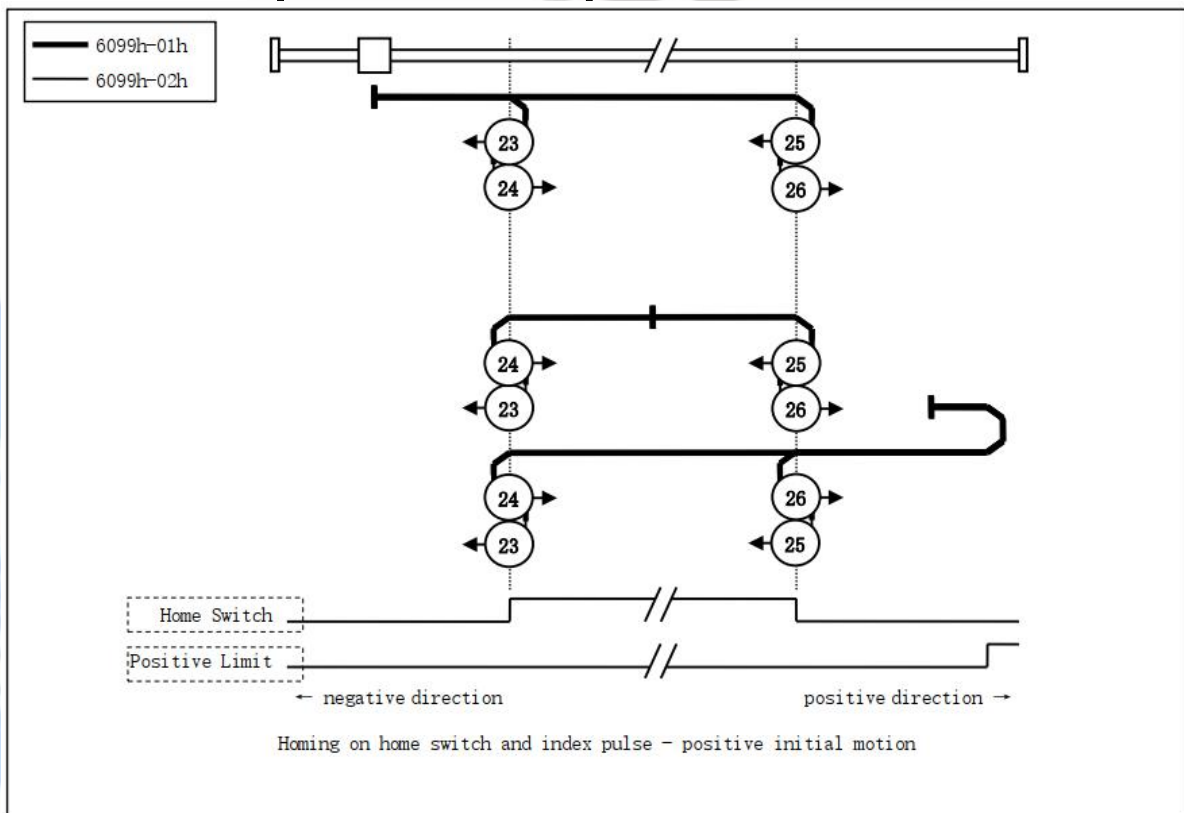 6099h-01h
6099h-02h
23
25
24
26
24
25
23
26
24
26
23
25
Home Switch
Positive Limit
← negative direction
positive direction →
Homing on home switch and index pulse - positive initial motion